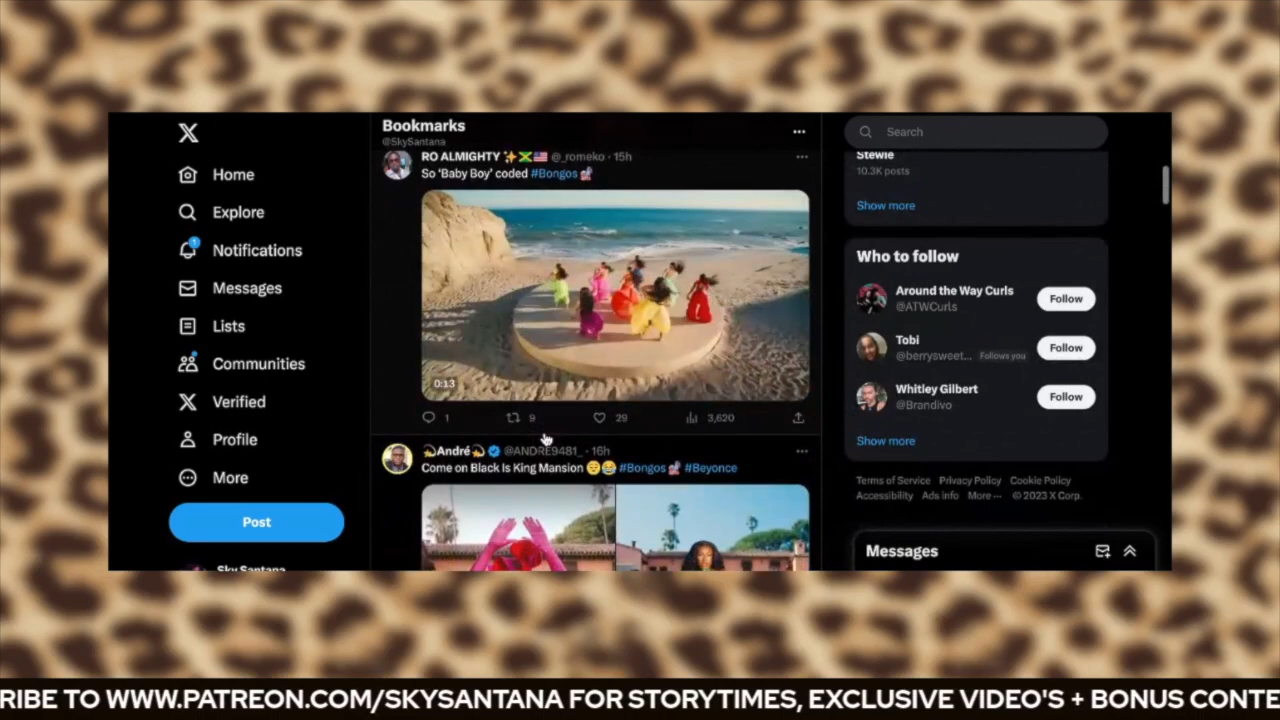 Bookmarks
@SkySantana
Home
Explore
Notifications
Messages
Lists
Communities
Verified
Profile
More
Post
Sky Santana
RO ALMIGHTY ✨🇯🇲🇺🇸 @_romeko · 15h
So 'Baby Boy' coded #Bongos
0:13
1 9 29 3,620
💫André💫 @ANDRE9481_ · 16h
Come on Black Is King Mansion #Bongos #Beyonce
Search
Stewie
10.3K posts
Show more
Who to follow
Around the Way Curls
@ATWCurls
Follow
Tobi
@berrysweet... Follows you
Follow
Whitley Gilbert
@Brandivo
Follow
Show more
Terms of Service Privacy Policy Cookie Policy
Accessibility Ads info More ··· © 2023 X Corp.
Messages
RIBE TO WWW.PATREON.COM/SKYSANTANA FOR STORYTIMES, EXCLUSIVE VIDEO'S + BONUS CONTE